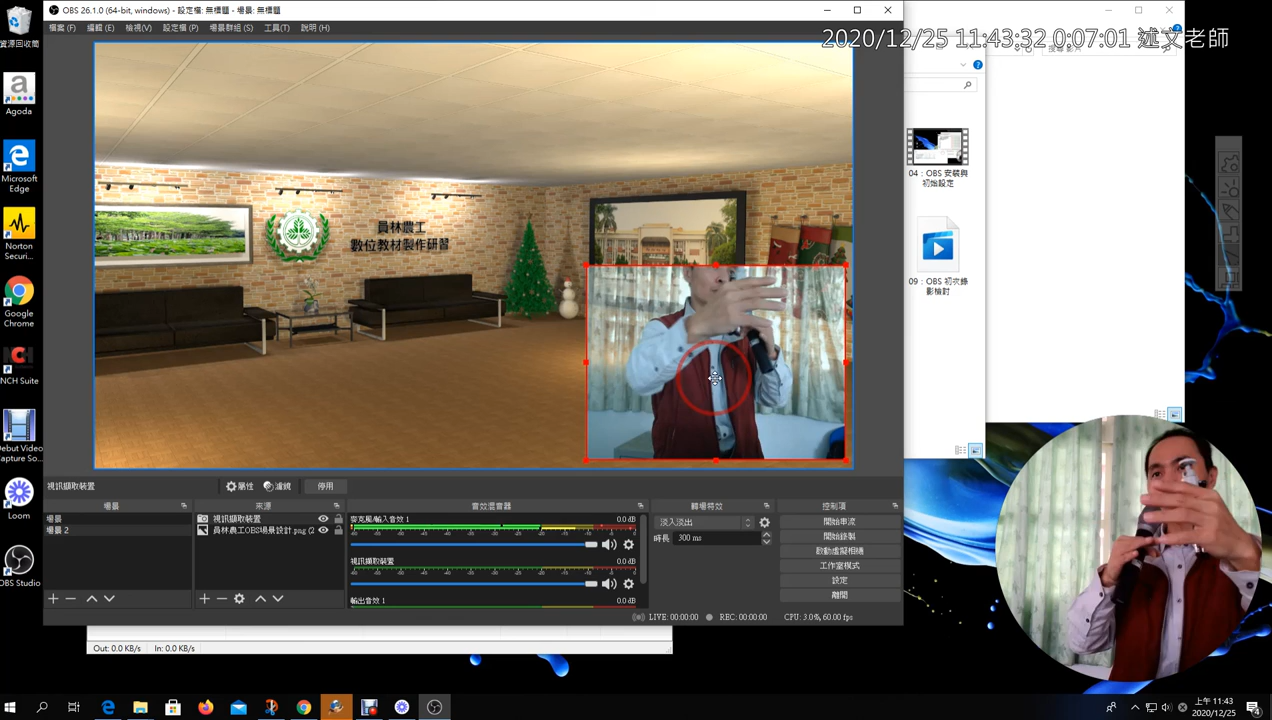 OBS 26.1.0 (64-bit, windows) - 設定檔: 無標題 - 場景: 無標題
檔案 (F) 編輯 (E) 檢視(V) 設定檔 (P) 場景群組 (S) 工具(T) 說明 (H)
2020/12/25 11:43:32 0:07:01 述文老師
資源回收筒
Agoda
Microsoft
Edge
Norton
Securi...
Google
Chrome
NCH Suite
Debut Video
Capture So...
Loom
OBS Studio
員林農工
數位教材製作研習
04：OBS 安裝與
初始設定
09：OBS 初次錄
影檢討
視訊擷取裝置 屬性 濾鏡 停用
場景 來源 音效混音器 轉場特效 控制項
場景
場景 2
視訊擷取裝置
員林農工OBS場景設計.png (2
麥克風/輸入音效 1 0.0 dB
視訊擷取裝置 0.0 dB
輸出音效 1 0.0 dB
淡入淡出
時長 300 ms
開始串流
開始錄製
啟動虛擬相機
工作室模式
設定
離開
LIVE: 00:00:00 REC: 00:00:00 CPU: 3.0%, 60.00 fps
Out: 0.0 KB/s In: 0.0 KB/s
上午 11:43
2020/12/25
4